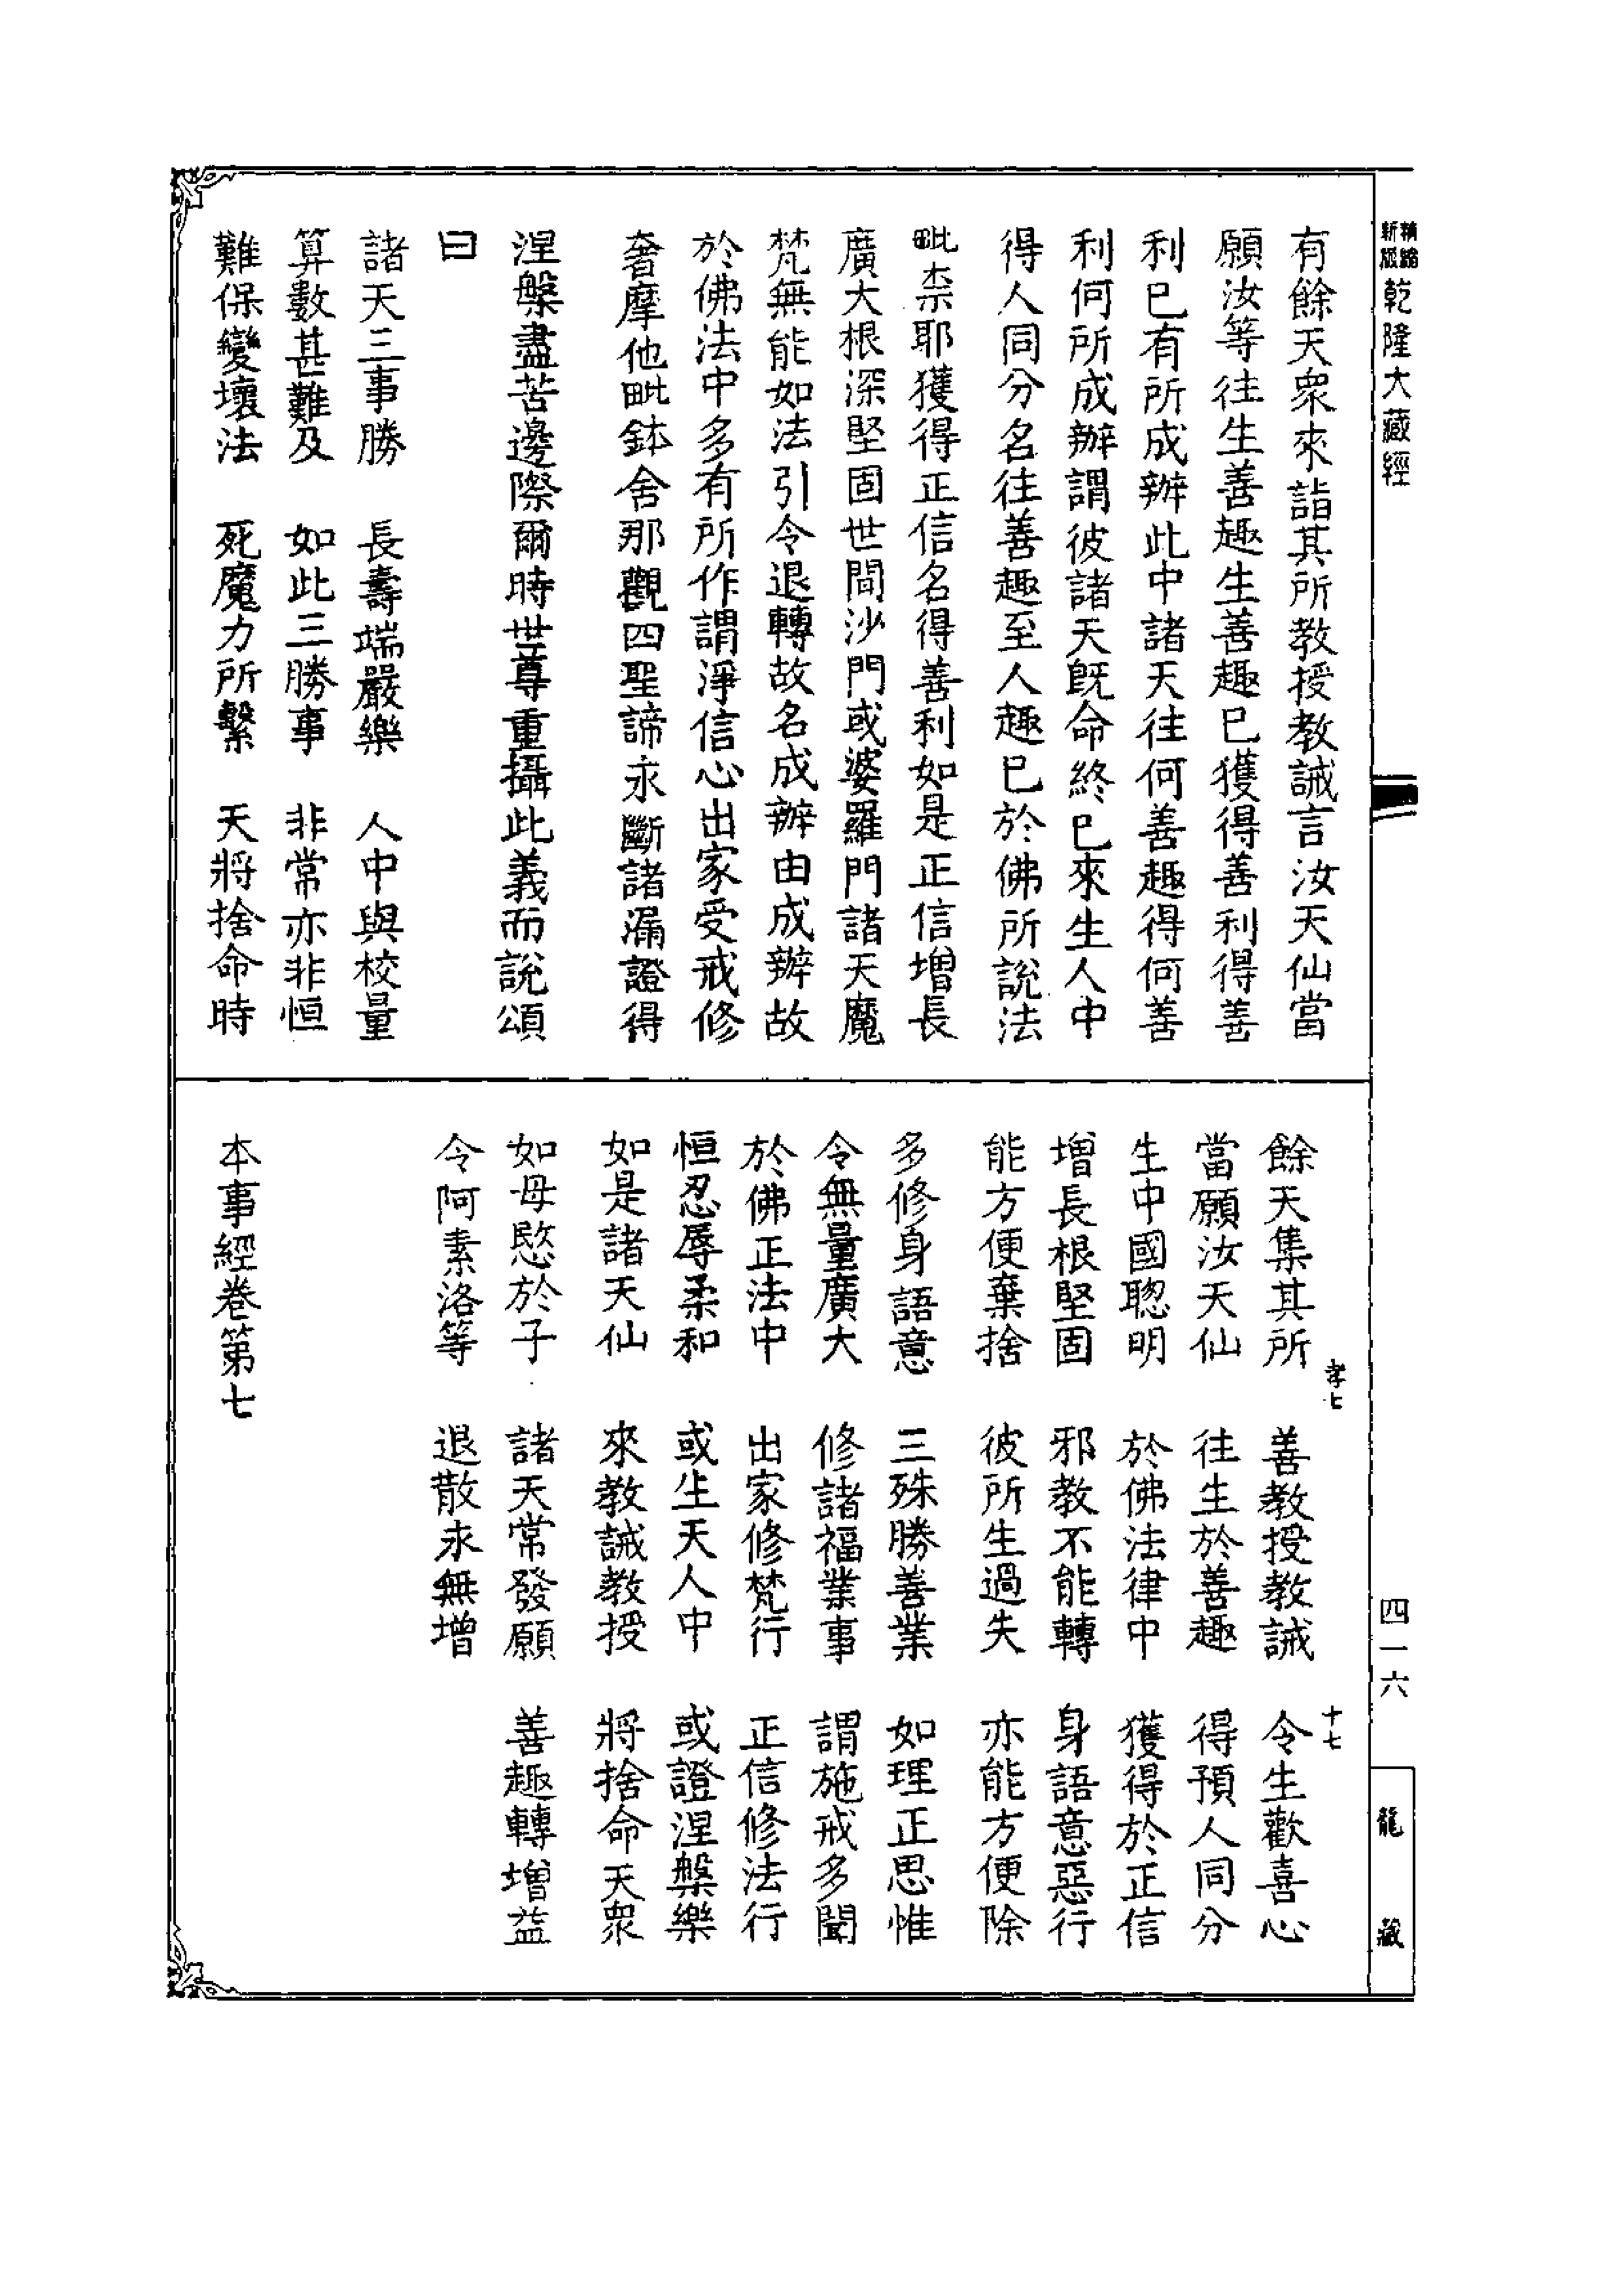 精縮新版乾隆大藏經
有餘天衆來詣其所教授教誡言汝天仙當
願汝等往生善趣生善趣已獲得善利得善
利已有所成辦此中諸天往何善趣得何善
利何所成辦謂彼諸天旣命終已來生人中
得人同分名往善趣至人趣已於佛所說法
毗柰耶獲得正信名得善利如是正信增長
廣大根深堅固世間沙門或婆羅門諸天魔
梵無能如法引令退轉故名成辦由成辦故
於佛法中多有所作謂淨信心出家受戒修
奢摩他毗鉢舍那觀四聖諦永斷諸漏證得
涅槃盡苦邊際爾時世尊重攝此義而說頌
曰
諸天三事勝　長壽端嚴樂　人中與校量
算數甚難及　如此三勝事　非常亦非恒
難保變壞法　死魔力所繫　天將捨命時
孝七　十七
餘天集其所　善教授教誡　令生歡喜心
當願汝天仙　往生於善趣　得預人同分
生中國聰明　於佛法律中　獲得於正信
增長根堅固　邪教不能轉　身語意惡行
能方便棄捨　彼所生過失　亦能方便除
多修身語意　三殊勝善業　如理正思惟
令無量廣大　修諸福業事　謂施戒多聞
於佛正法中　出家修梵行　正信修法行
恒忍辱柔和　或生天人中　或證涅槃樂
如是諸天仙　來教誡教授　將捨命天衆
如母愍於子　諸天常發願　善趣轉增益
令阿素洛等　退散永無增
本事經卷第七
四一六
龍藏